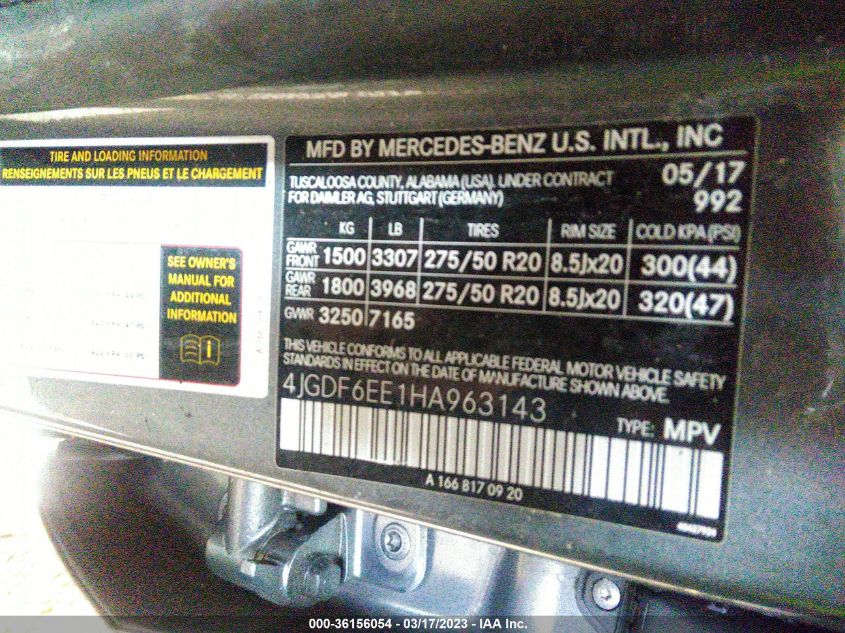 TIRE AND LOADING INFORMATION
RENSEIGNEMENTS SUR LES PNEUS ET LE CHARGEMENT
SEE OWNER'S
MANUAL FOR
ADDITIONAL
INFORMATION
MFD BY MERCEDES-BENZ U.S. INTL., INC
TUSCALOOSA COUNTY, ALABAMA (USA), UNDER CONTRACT 05/17
FOR DAIMLER AG, STUTTGART (GERMANY) 992
KG LB TIRES RIM SIZE COLD KPA (PSI)
GAWR FRONT 1500 3307 275/50 R20 8.5Jx20 300(44)
GAWR REAR 1800 3968 275/50 R20 8.5Jx20 320(47)
GVWR 3250 7165
THIS VEHICLE CONFORMS TO ALL APPLICABLE FEDERAL MOTOR VEHICLE SAFETY
STANDARDS IN EFFECT ON THE DATE OF MANUFACTURE SHOWN ABOVE.
4JGDF6EE1HA963143
TYPE: MPV
A 166 817 09 20
000-36156054 - 03/17/2023 - IAA Inc.